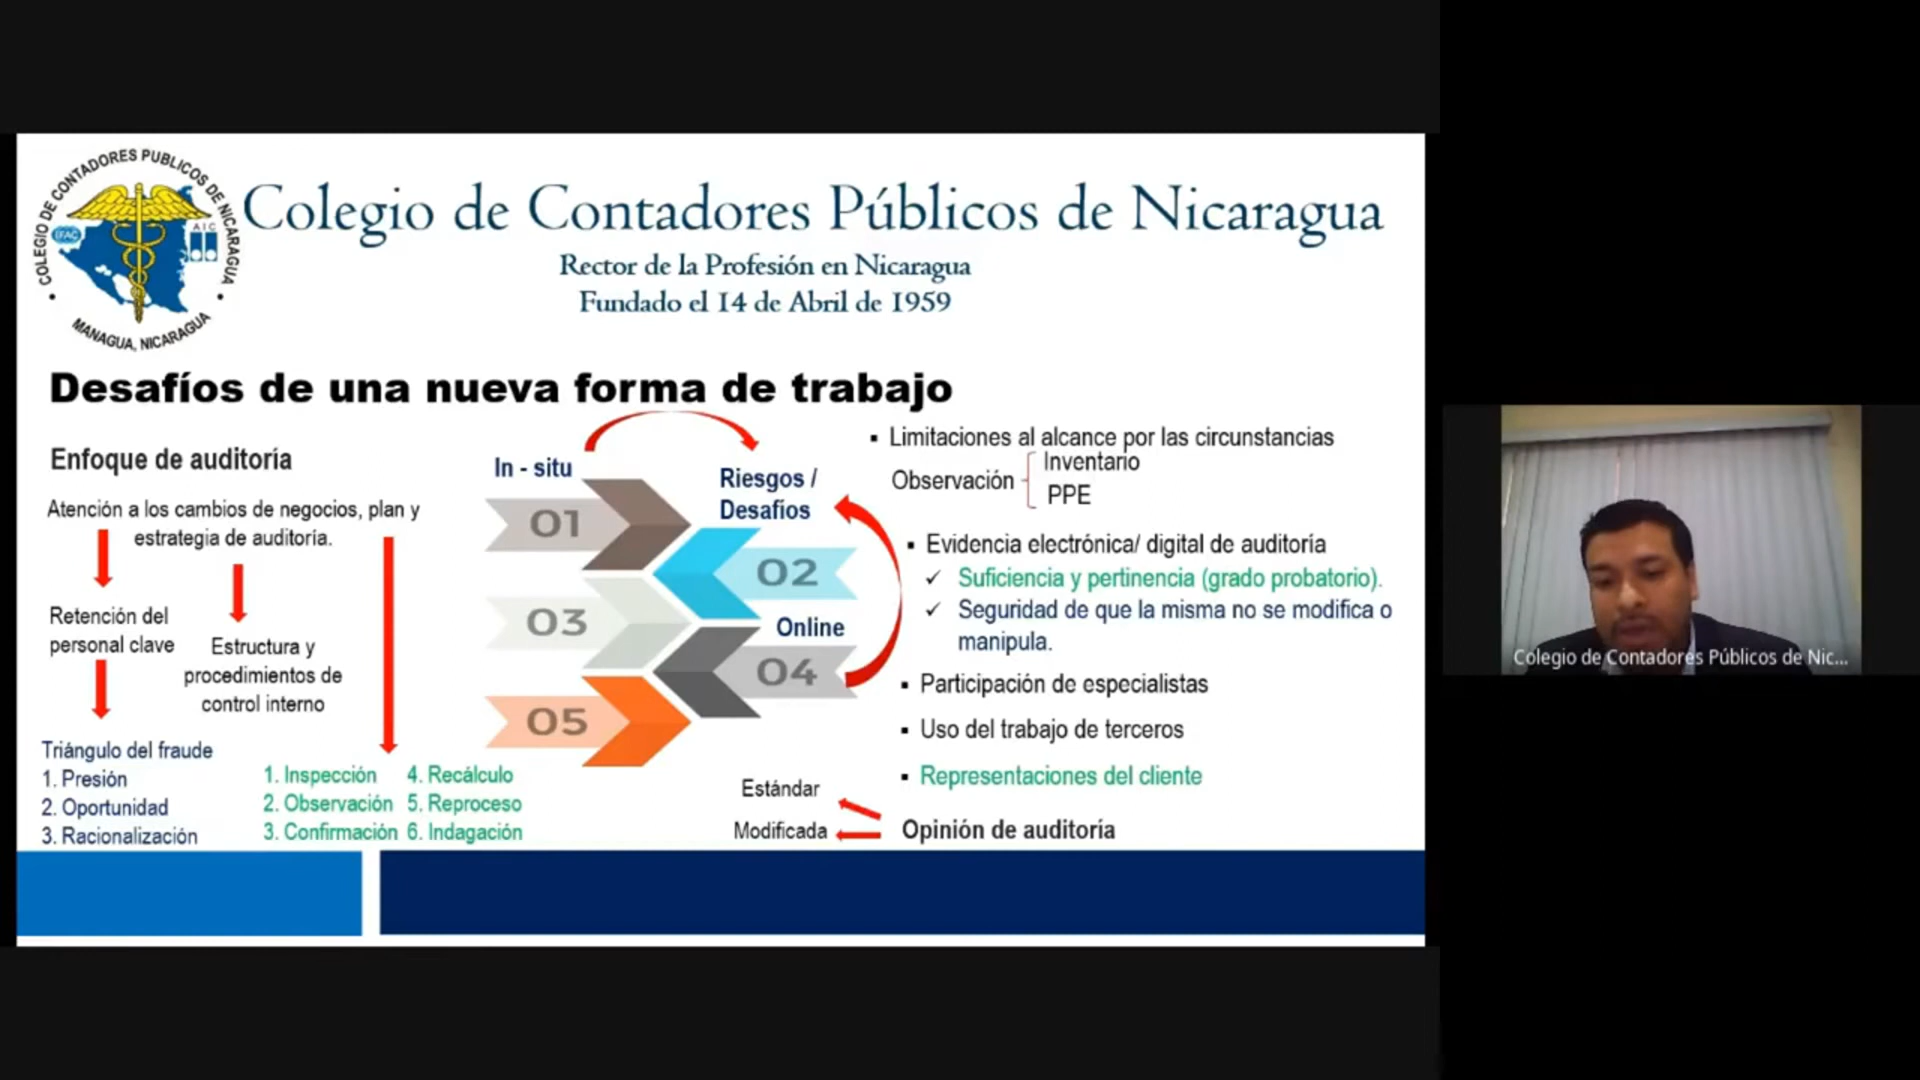 COLEGIO DE CONTADORES PUBLICOS DE NICARAGUA
IFAC
AIC
MANAGUA, NICARAGUA
Colegio de Contadores Públicos de Nicaragua
Rector de la Profesión en Nicaragua
Fundado el 14 de Abril de 1959
Desafíos de una nueva forma de trabajo
Enfoque de auditoría
Atención a los cambios de negocios, plan y
estrategia de auditoría.
Retención del
personal clave
Estructura y
procedimientos de
control interno
Triángulo del fraude
1. Presión
2. Oportunidad
3. Racionalización
1. Inspección
2. Observación
3. Confirmación
4. Recálculo
5. Reproceso
6. Indagación
In - situ
01
Riesgos /
Desafíos
02
03
Online
04
05
▪ Limitaciones al alcance por las circunstancias
Observación
Inventario
PPE
▪ Evidencia electrónica/ digital de auditoría
✓ Suficiencia y pertinencia (grado probatorio).
✓ Seguridad de que la misma no se modifica o
manipula.
▪ Participación de especialistas
▪ Uso del trabajo de terceros
▪ Representaciones del cliente
Opinión de auditoría
Estándar
Modificada
Colegio de Contadores Públicos de Nic...